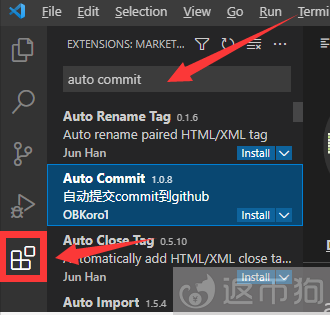 File Edit Selection View Go Run Termi
EXTENSIONS: MARKET...
auto commit
Auto Rename Tag 0.1.6
Auto rename paired HTML/XML tag
Jun Han Install
Auto Commit 1.0.8
自动提交commit到github
OBKoro1 Install
Auto Close Tag 0.5.10
Automatically add HTML/XML close ta...
Jun Han Install
Auto Import 1.5.4
返币狗